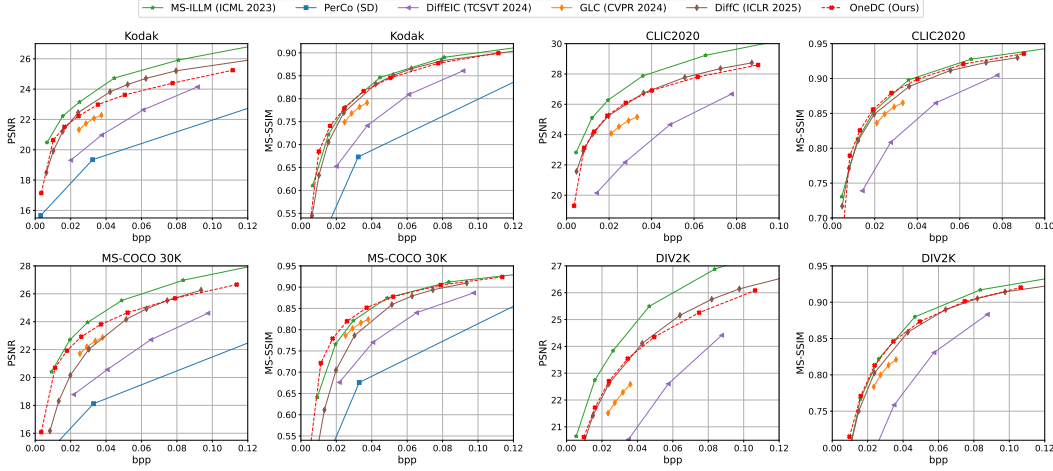 MS-ILLM (ICML 2023) PerCo (SD) DiffEIC (TCSVT 2024) GLC (CVPR 2024) DiffC (ICLR 2025) OneDC (Ours)
Kodak
PSNR
26
24
22
20
18
16
0.00 0.02 0.04 0.06 0.08 0.10 0.12
bpp
Kodak
MS-SSIM
0.90
0.85
0.80
0.75
0.70
0.65
0.60
0.55
0.00 0.02 0.04 0.06 0.08 0.10 0.12
bpp
CLIC2020
PSNR
30
28
26
24
22
20
0.00 0.02 0.04 0.06 0.08 0.10
bpp
CLIC2020
MS-SSIM
0.95
0.90
0.85
0.80
0.75
0.70
0.00 0.02 0.04 0.06 0.08 0.10
bpp
MS-COCO 30K
PSNR
28
26
24
22
20
18
16
0.00 0.02 0.04 0.06 0.08 0.10 0.12
bpp
MS-COCO 30K
MS-SSIM
0.95
0.90
0.85
0.80
0.75
0.70
0.65
0.60
0.55
0.00 0.02 0.04 0.06 0.08 0.10 0.12
bpp
DIV2K
PSNR
27
26
25
24
23
22
21
0.00 0.02 0.04 0.06 0.08 0.10 0.12
bpp
DIV2K
MS-SSIM
0.95
0.90
0.85
0.80
0.75
0.00 0.02 0.04 0.06 0.08 0.10 0.12
bpp